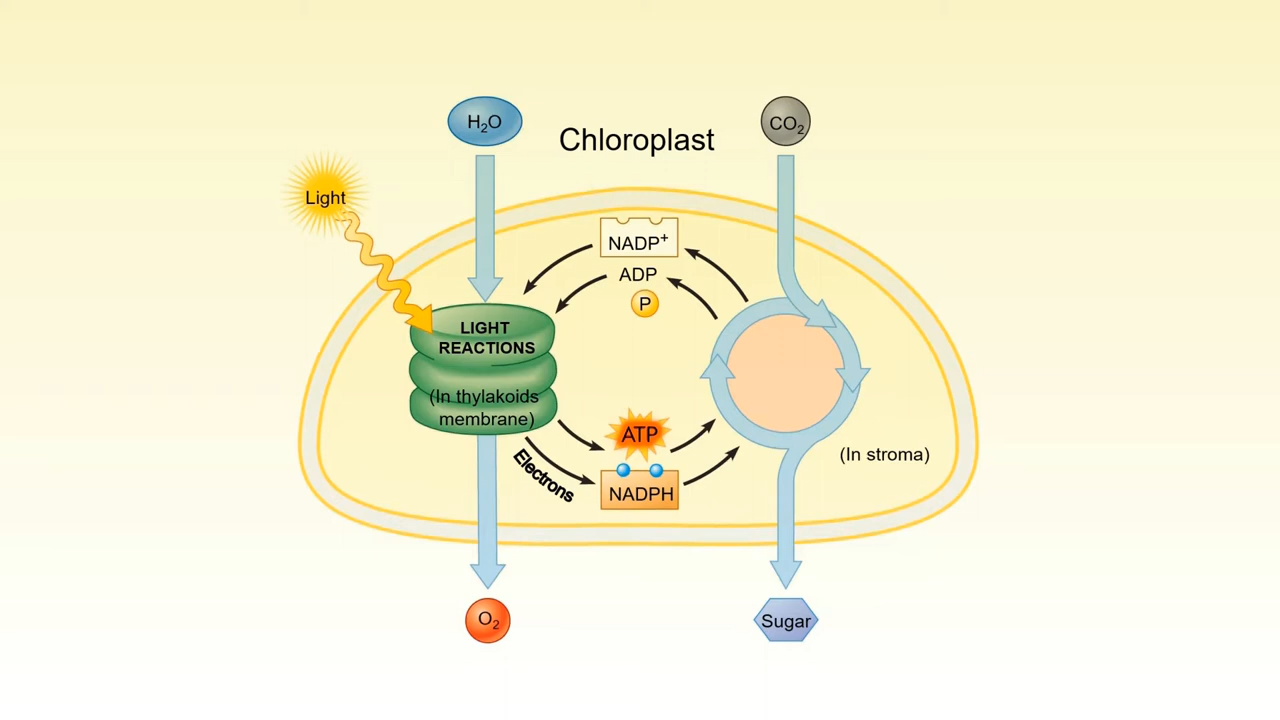 H₂O
Chloroplast
CO₂
Light
NADP⁺
ADP
P
LIGHT
REACTIONS
(In thylakoids
membrane)
ATP
Electrons
NADPH
(In stroma)
O₂
Sugar